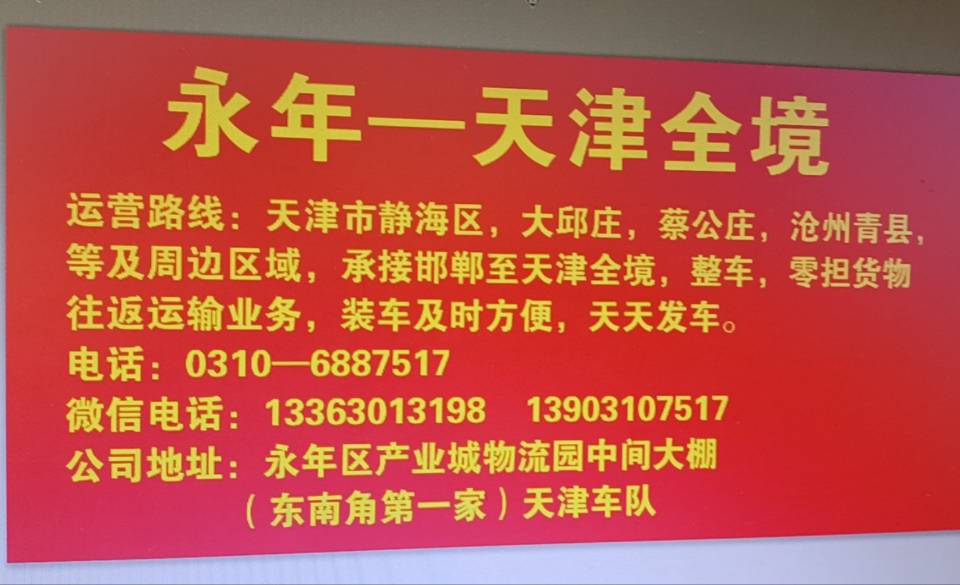 永年—天津全境
运营路线：天津市静海区，大邱庄，蔡公庄，沧州青县，
等及周边区域，承接邯郸至天津全境，整车，零担货物
往返运输业务，装车及时方便，天天发车。
电话：0310—6887517
微信电话：13363013198 13903107517
公司地址：永年区产业城物流园中间大棚
（东南角第一家）天津车队